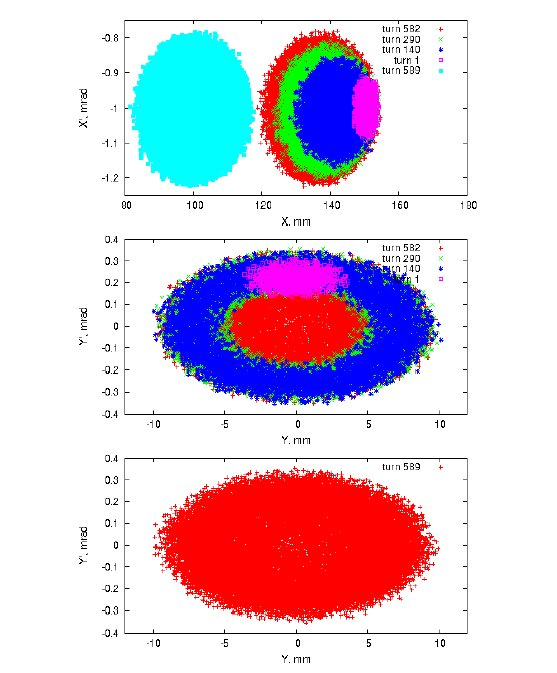 turn 582
turn 290
turn 140
turn 1
turn 589
-0.8
-0.9
-1
-1.1
-1.2
X', mrad
80 100 120 140 160 180
X, mm
turn 582
turn 290
turn 140
turn 1
0.4
0.3
0.2
0.1
0
-0.1
-0.2
-0.3
-0.4
Y', mrad
-10 -5 0 5 10
Y, mm
turn 589
0.4
0.3
0.2
0.1
0
-0.1
-0.2
-0.3
-0.4
Y', mrad
-10 -5 0 5 10
Y, mm